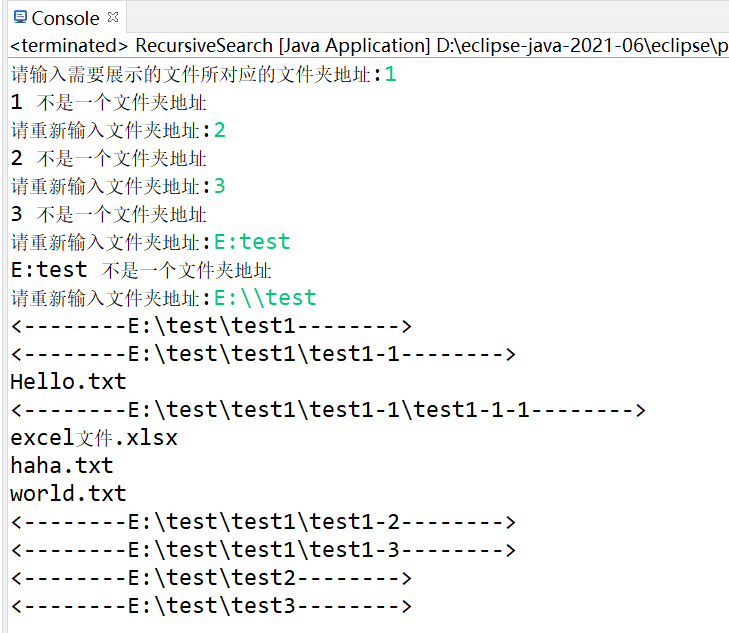 Console
<terminated> RecursiveSearch [Java Application] D:\eclipse-java-2021-06\eclipse\p
请输入需要展示的文件所对应的文件夹地址:1
1 不是一个文件夹地址
请重新输入文件夹地址:2
2 不是一个文件夹地址
请重新输入文件夹地址:3
3 不是一个文件夹地址
请重新输入文件夹地址:E:test
E:test 不是一个文件夹地址
请重新输入文件夹地址:E:\\test
<--------E:\test\test1-------->
<--------E:\test\test1\test1-1-------->
Hello.txt
<--------E:\test\test1\test1-1\test1-1-1-------->
excel文件.xlsx
haha.txt
world.txt
<--------E:\test\test1\test1-2-------->
<--------E:\test\test1\test1-3-------->
<--------E:\test\test2-------->
<--------E:\test\test3-------->